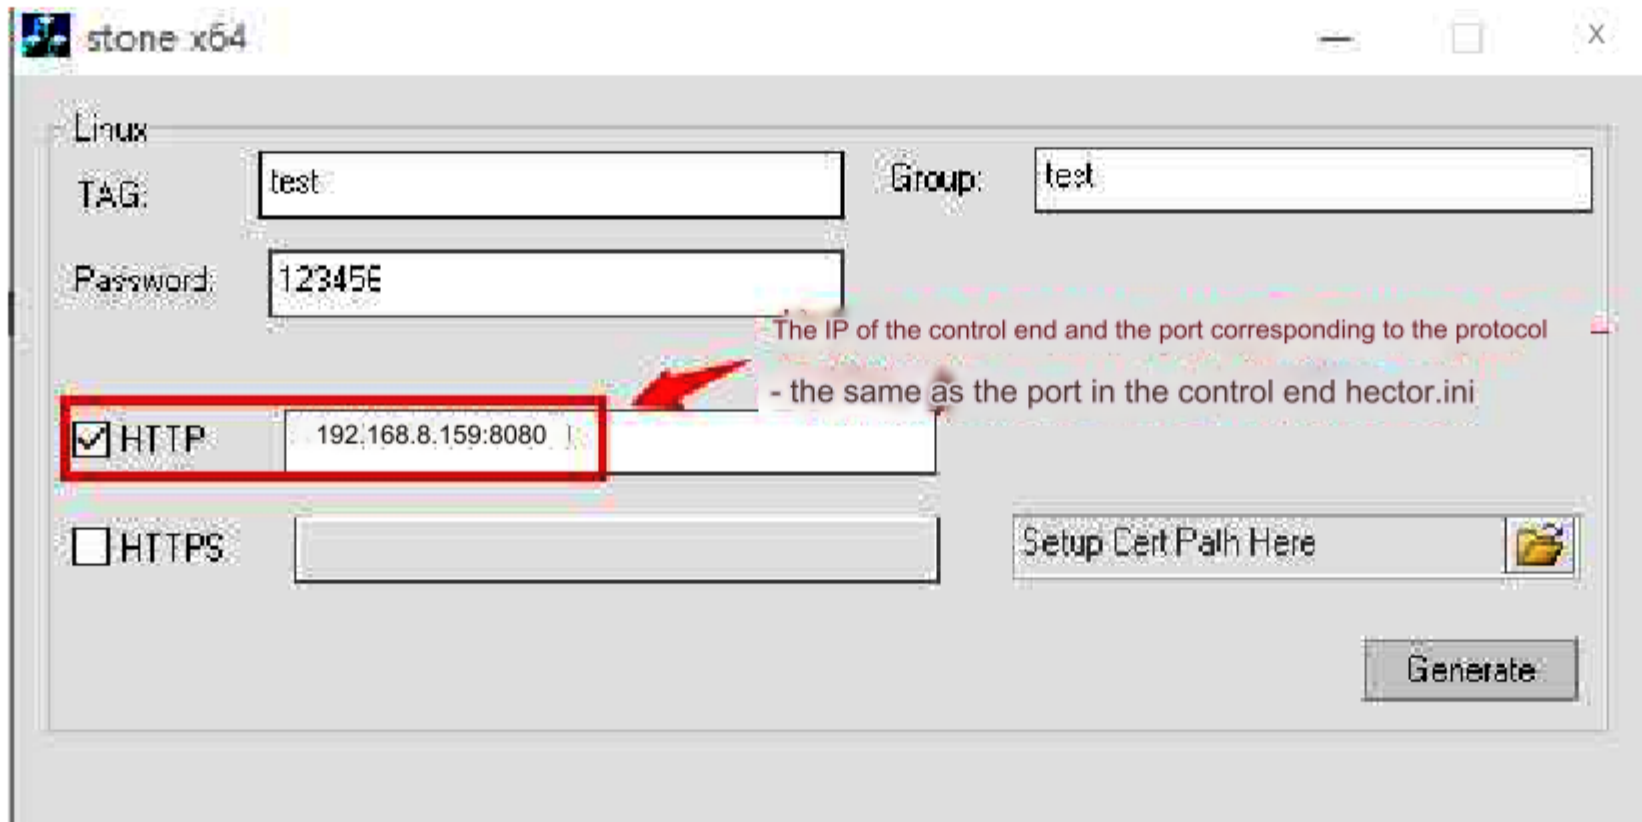 stone x64
Linux
TAG:
test
Group:
test
Password:
123456
The IP of the control end and the port corresponding to the protocol
- the same as the port in the control end hector.ini
HTTP
192.168.8.159:8080
HTTPS
Setup Cert Path Here
Generate